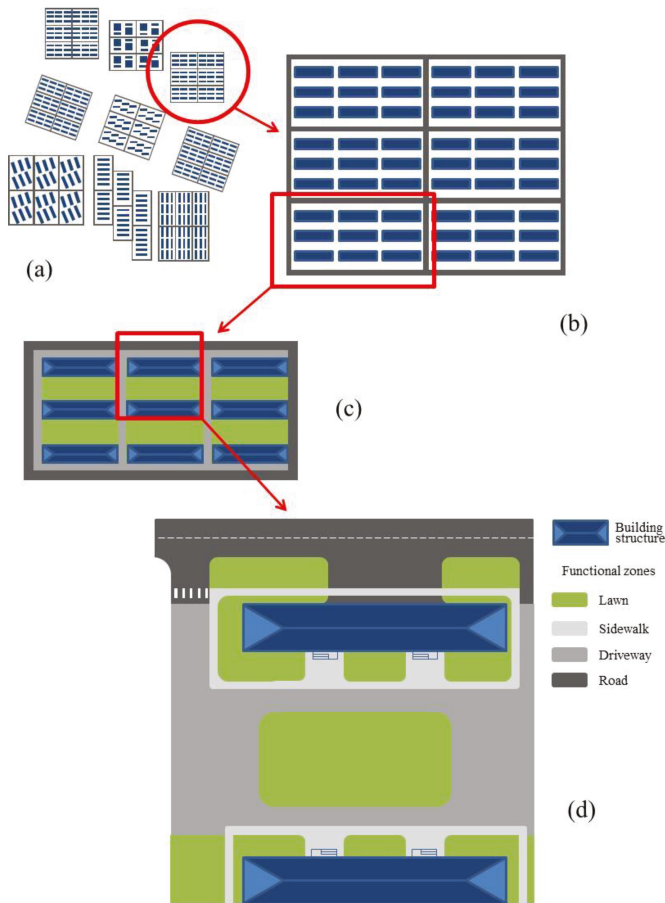 (a)
(b)
(c)
Building
structure
Functional zones
Lawn
Sidewalk
Driveway
Road
(d)